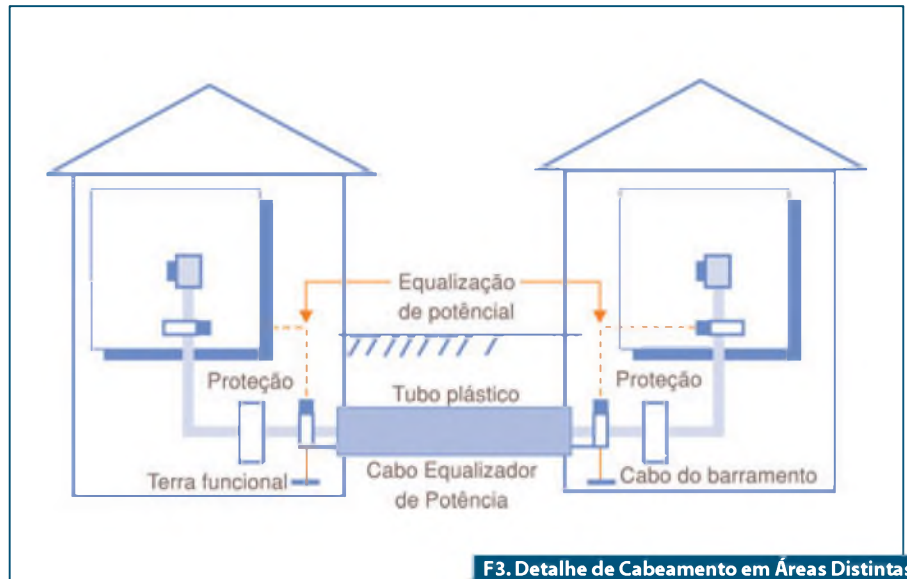 Equalização
de potêncial
Proteção
Tubo plástico
Proteção
Terra funcional
Cabo Equalizador
de Potência
Cabo do barramento
F3. Detalhe de Cabeamento em Áreas Distintas